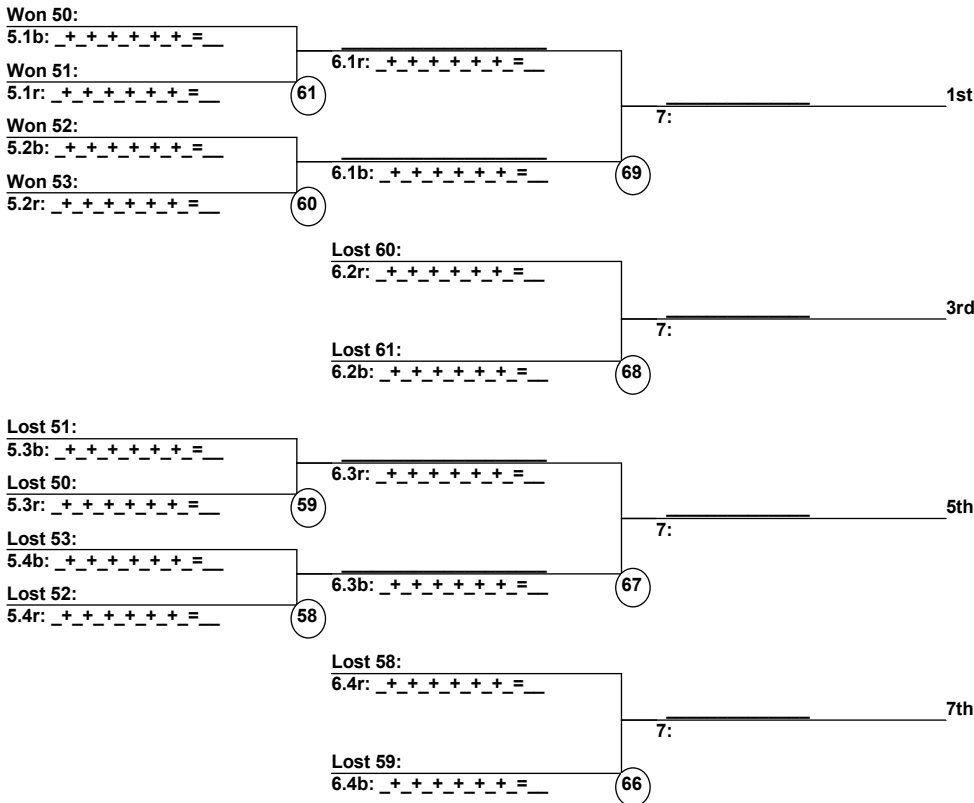 Won 50:
5.1b: _+_+_+_+_+_+_=__
6.1r: _+_+_+_+_+_+_=__
Won 51:
5.1r: _+_+_+_+_+_+_=__
61
7:
1st
Won 52:
5.2b: _+_+_+_+_+_+_=__
6.1b: _+_+_+_+_+_+_=__
69
Won 53:
5.2r: _+_+_+_+_+_+_=__
60
Lost 60:
6.2r: _+_+_+_+_+_+_=__
7:
3rd
Lost 61:
6.2b: _+_+_+_+_+_+_=__
68
Lost 51:
5.3b: _+_+_+_+_+_+_=__
6.3r: _+_+_+_+_+_+_=__
Lost 50:
5.3r: _+_+_+_+_+_+_=__
59
7:
5th
Lost 53:
5.4b: _+_+_+_+_+_+_=__
6.3b: _+_+_+_+_+_+_=__
67
Lost 52:
5.4r: _+_+_+_+_+_+_=__
58
Lost 58:
6.4r: _+_+_+_+_+_+_=__
7:
7th
Lost 59:
6.4b: _+_+_+_+_+_+_=__
66